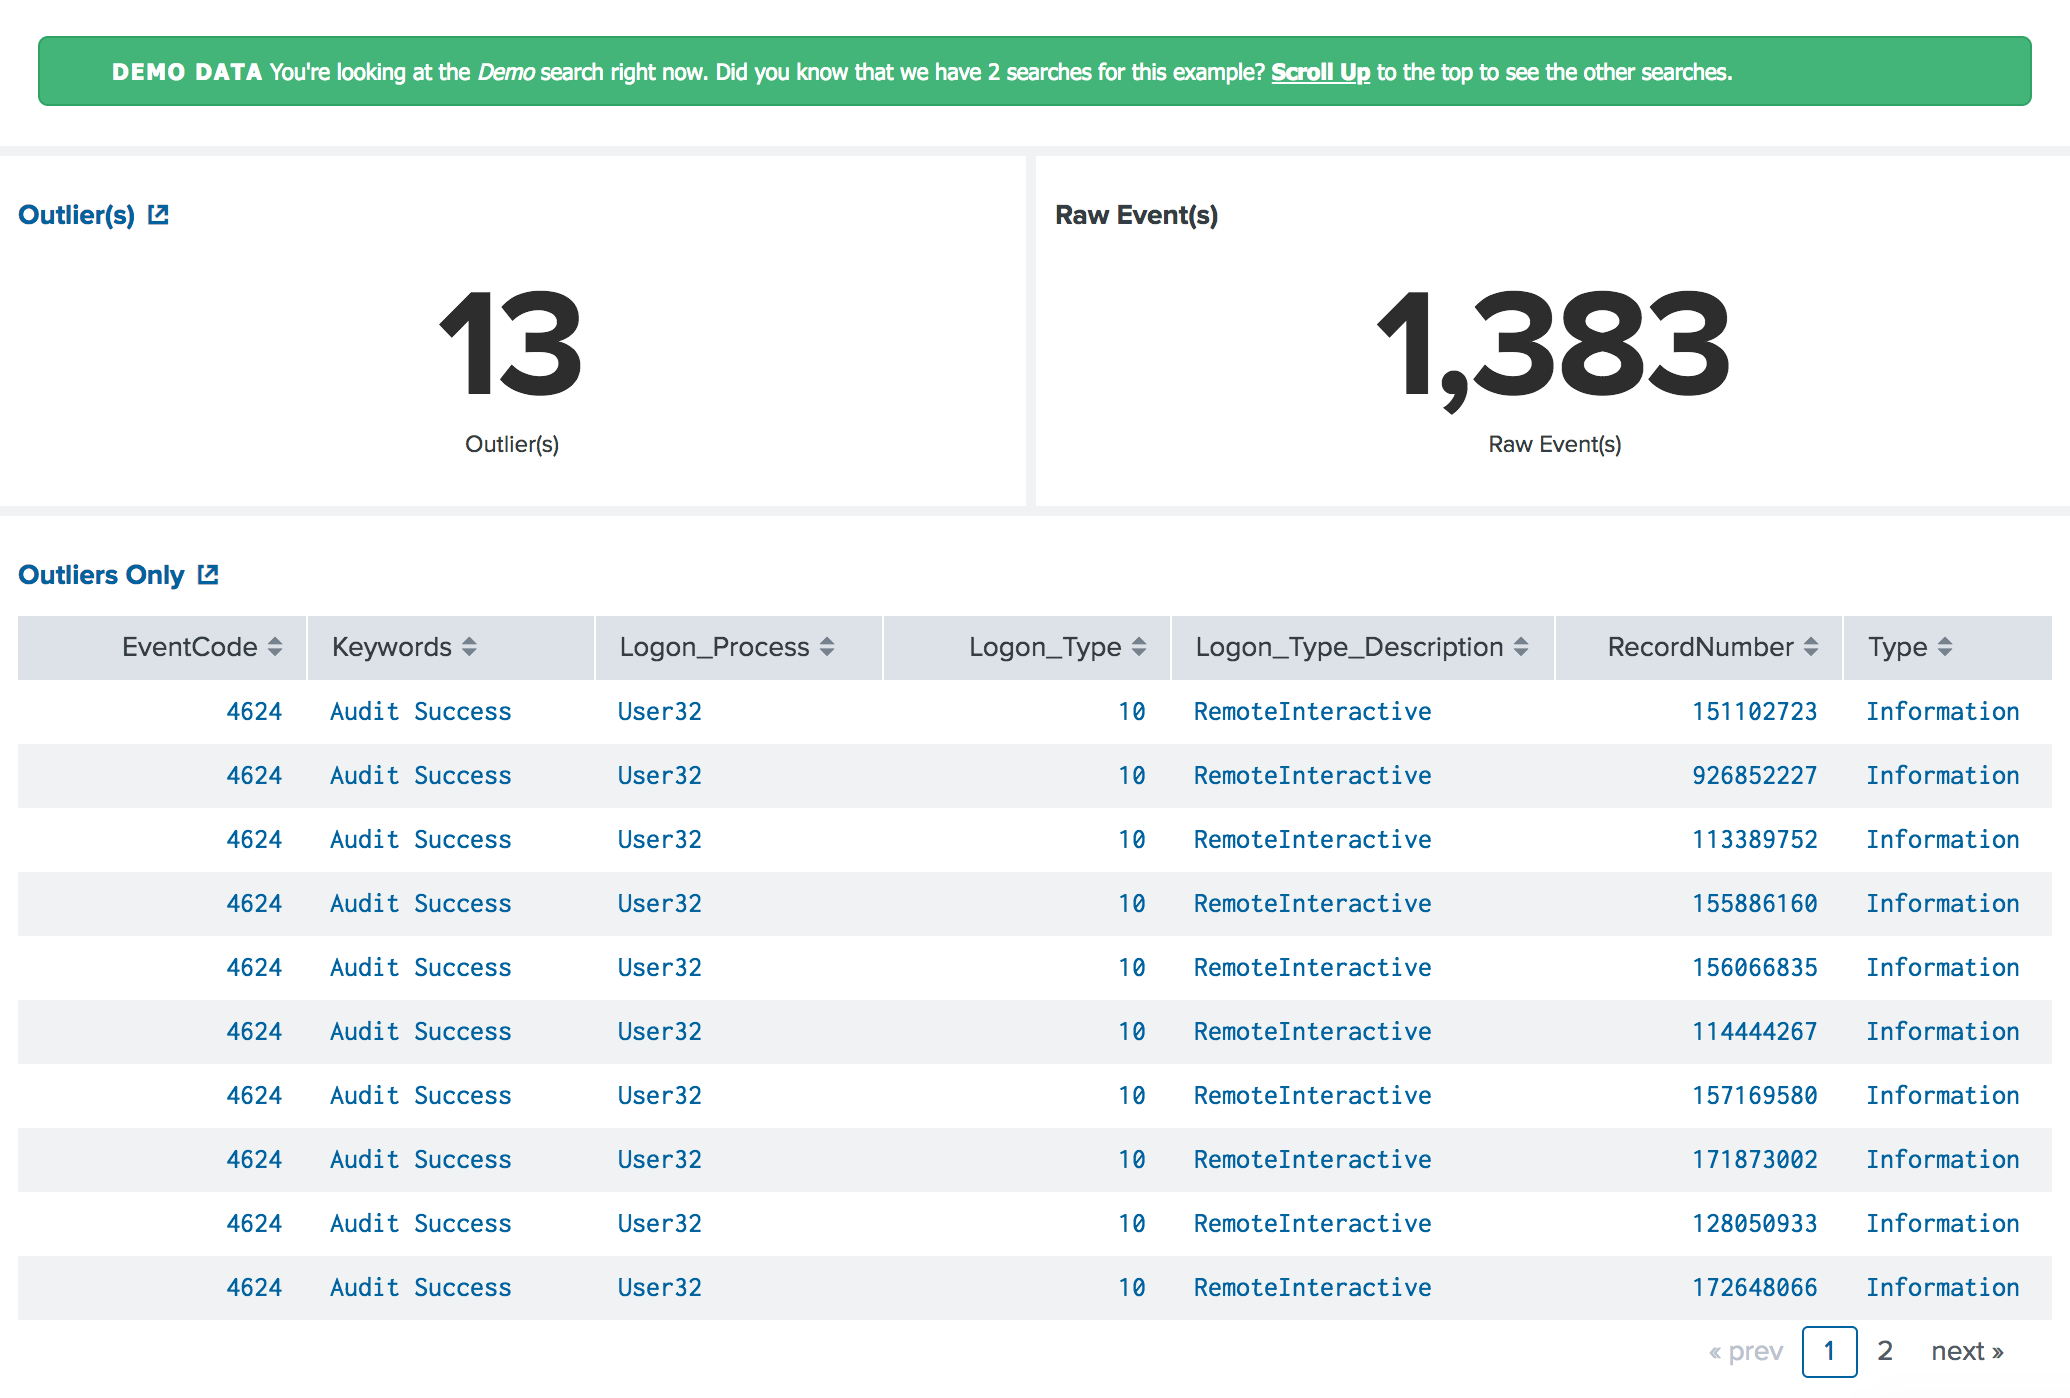 DEMO DATA You're looking at the Demo search right now. Did you know that we have 2 searches for this example? Scroll Up to the top to see the other searches.
Outlier(s)
Raw Event(s)
13
1,383
Outlier(s)
Raw Event(s)
Outliers Only
EventCode Keywords Logon_Process Logon_Type Logon_Type_Description RecordNumber Type
4624 Audit Success User32 10 RemoteInteractive 151102723 Information
4624 Audit Success User32 10 RemoteInteractive 926852227 Information
4624 Audit Success User32 10 RemoteInteractive 113389752 Information
4624 Audit Success User32 10 RemoteInteractive 155886160 Information
4624 Audit Success User32 10 RemoteInteractive 156066835 Information
4624 Audit Success User32 10 RemoteInteractive 114444267 Information
4624 Audit Success User32 10 RemoteInteractive 157169580 Information
4624 Audit Success User32 10 RemoteInteractive 171873002 Information
4624 Audit Success User32 10 RemoteInteractive 128050933 Information
4624 Audit Success User32 10 RemoteInteractive 172648066 Information
« prev 1 2 next »